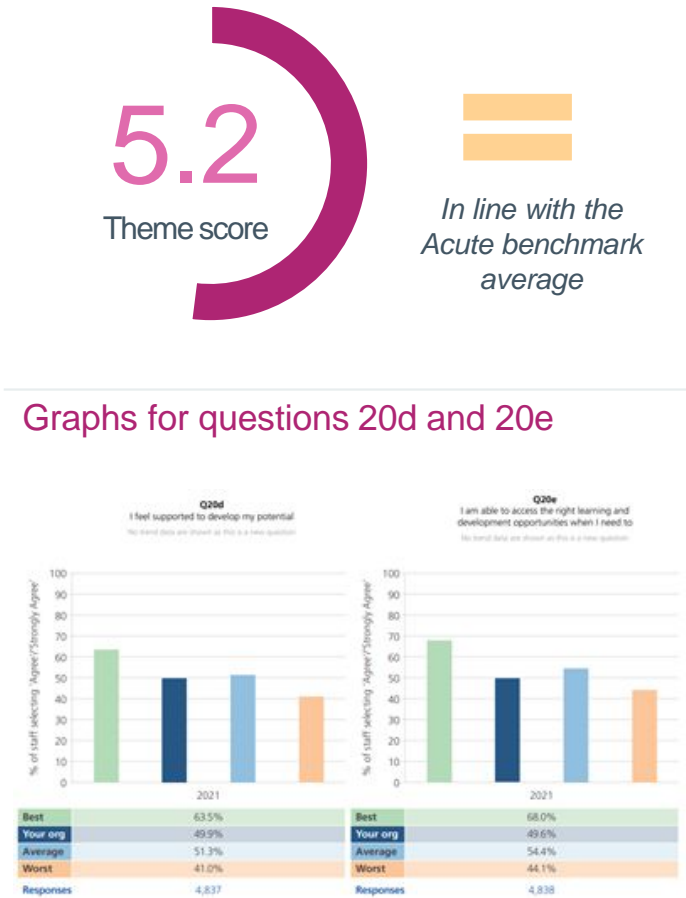 5.2
Theme score
In line with the
Acute benchmark
average
Graphs for questions 20d and 20e
Q20d
I feel supported to develop my potential
No trend data are shown as this is a new question
% of staff selecting 'Agree'/'Strongly Agree'
100
90
80
70
60
50
40
30
20
10
0
2021
Best 63.5%
Your org 49.9%
Average 51.3%
Worst 41.0%
Responses 4,837
Q20e
I am able to access the right learning and
development opportunities when I need to
No trend data are shown as this is a new question
% of staff selecting 'Agree'/'Strongly Agree'
100
90
80
70
60
50
40
30
20
10
0
2021
Best 68.0%
Your org 49.6%
Average 54.4%
Worst 44.1%
Responses 4,838